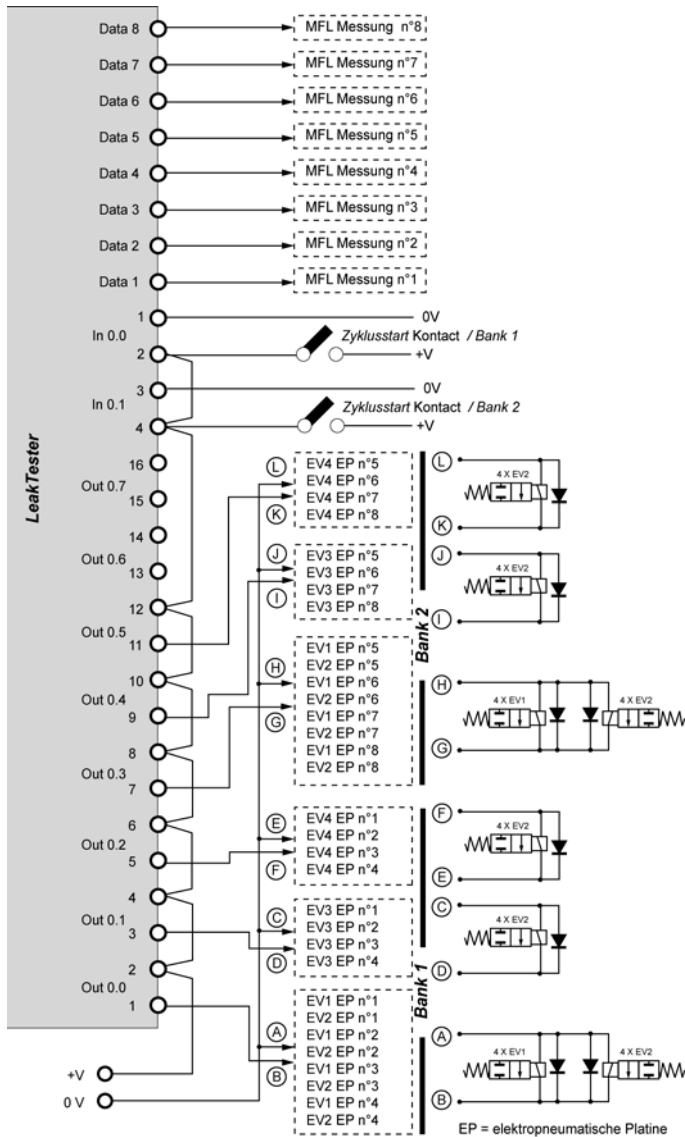 Data 8
MFL Messung n°8
Data 7
MFL Messung n°7
Data 6
MFL Messung n°6
Data 5
MFL Messung n°5
Data 4
MFL Messung n°4
Data 3
MFL Messung n°3
Data 2
MFL Messung n°2
Data 1
MFL Messung n°1
1
0V
In 0.0
Zyklusstart Kontact / Bank 1
2
+V
3
0V
In 0.1
Zyklusstart Kontact / Bank 2
4
+V
LeakTester
16
Out 0.7
15
14
Out 0.6
13
12
Out 0.5
11
10
Out 0.4
9
8
Out 0.3
7
6
Out 0.2
5
4
Out 0.1
3
2
Out 0.0
1
+V
0 V
L
K
EV4 EP n°5
EV4 EP n°6
EV4 EP n°7
EV4 EP n°8
J
I
EV3 EP n°5
EV3 EP n°6
EV3 EP n°7
EV3 EP n°8
H
G
EV1 EP n°5
EV2 EP n°5
EV1 EP n°6
EV2 EP n°6
EV1 EP n°7
EV2 EP n°7
EV1 EP n°8
EV2 EP n°8
Bank 2
L
4 X EV2
K
J
4 X EV2
I
H
4 X EV1
4 X EV2
G
E
F
EV4 EP n°1
EV4 EP n°2
EV4 EP n°3
EV4 EP n°4
C
D
EV3 EP n°1
EV3 EP n°2
EV3 EP n°3
EV3 EP n°4
A
B
EV1 EP n°1
EV2 EP n°1
EV1 EP n°2
EV2 EP n°2
EV1 EP n°3
EV2 EP n°3
EV1 EP n°4
EV2 EP n°4
Bank 1
F
4 X EV2
E
C
4 X EV2
D
A
4 X EV1
4 X EV2
B
EP = elektropneumatische Platine